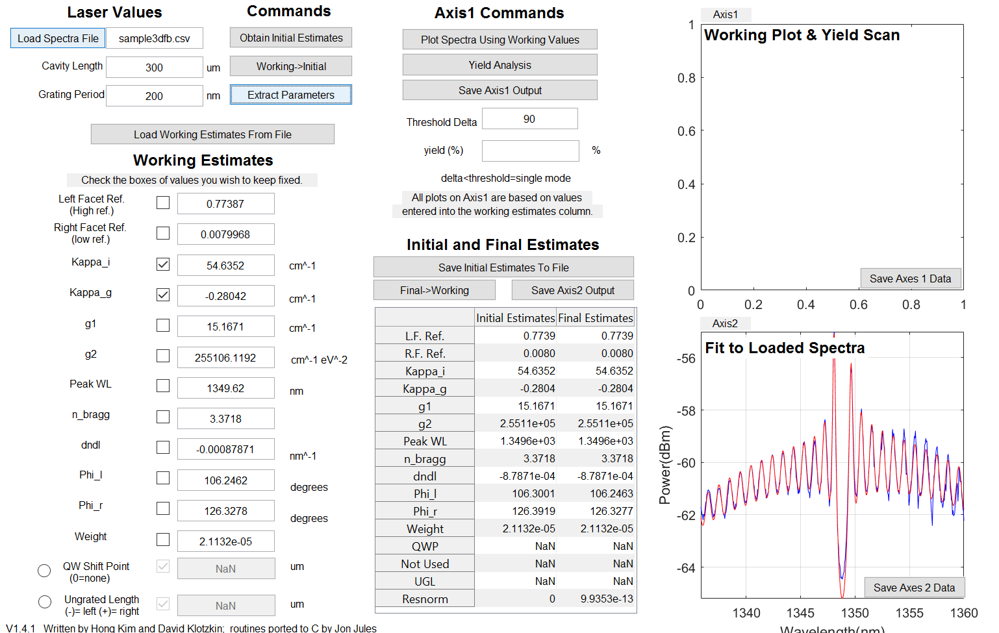 Laser Values
Commands
Load Spectra File
sample3dfb.csv
Obtain Initial Estimates
Cavity Length
300
um
Working->Initial
Grating Period
200
nm
Extract Parameters
Load Working Estimates From File
Working Estimates
Check the boxes of values you wish to keep fixed.
Left Facet Ref.
(High ref.)
0.77387
Right Facet Ref.
(low ref.)
0.0079968
Kappa_i
54.6352
cm^-1
Kappa_g
-0.28042
cm^-1
g1
15.1671
cm^-1
g2
255106.1192
cm^-1 eV^-2
Peak WL
1349.62
nm
n_bragg
3.3718
dndl
-0.00087871
nm^-1
Phi_l
106.2462
degrees
Phi_r
126.3278
degrees
Weight
2.1132e-05
QW Shift Point
(0=none)
NaN
um
Ungrated Length
(-)= left (+)= right
NaN
um
V1.4.1 Written by Hong Kim and David Klotzkin; routines ported to C by Jon Jules
Axis1 Commands
Plot Spectra Using Working Values
Yield Analysis
Save Axis1 Output
Threshold Delta
90
yield (%)
%
delta<threshold=single mode
All plots on Axis1 are based on values
entered into the working estimates column.
Initial and Final Estimates
Save Initial Estimates To File
Final->Working
Save Axis2 Output
Initial Estimates Final Estimates
L.F. Ref. 0.7739 0.7739
R.F. Ref. 0.0080 0.0080
Kappa_i 54.6352 54.6352
Kappa_g -0.2804 -0.2804
g1 15.1671 15.1671
g2 2.5511e+05 2.5511e+05
Peak WL 1.3496e+03 1.3496e+03
n_bragg 3.3718 3.3718
dndl -8.7871e-04 -8.7871e-04
Phi_l 106.3001 106.2463
Phi_r 126.3919 126.3277
Weight 2.1132e-05 2.1132e-05
QWP NaN NaN
Not Used NaN NaN
UGL NaN NaN
Resnorm 0 9.9353e-13
Axis1
Working Plot & Yield Scan
1
0.8
0.6
0.4
0.2
0
Save Axes 1 Data
0 0.2 0.4 0.6 0.8 1
Axis2
Fit to Loaded Spectra
-56
-58
-60
-62
-64
Power(dBm)
Save Axes 2 Data
1340 1345 1350 1355 1360
Wavelength(nm)